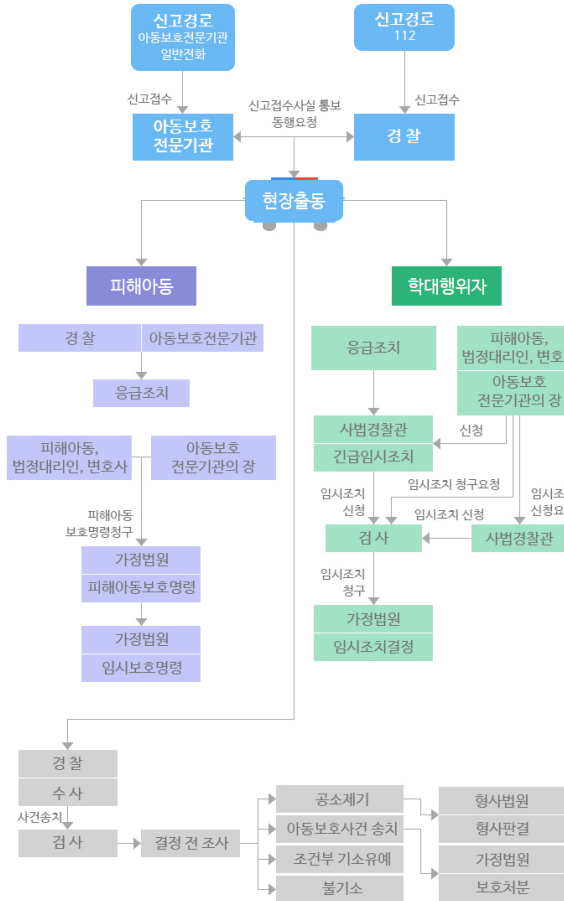 신고경로
아동보호전문기관
일반전화
신고경로
112
신고접수
신고접수사실 통보
동행요청
신고접수
아동보호
전문기관
경 찰
현장출동
피해아동
학대행위자
경 찰
아동보호전문기관
응급조치
피해아동,
법정대리인, 변호사
아동보호
전문기관의 장
피해아동
보호명령청구
가정법원
피해아동보호명령
가정법원
임시보호명령
응급조치
피해아동,
법정대리인, 변호
아동보호
전문기관의 장
사법경찰관
긴급임시조치
신청
임시조치
신청
임시조치 청구요청
임시조치 신청
임시조
신청요
검 사
사법경찰관
임시조치
청구
가정법원
임시조치결정
경 찰
수 사
사건송치
검 사
결정 전 조사
공소제기
아동보호사건 송치
조건부 기소유예
불기소
형사법원
형사판결
가정법원
보호처분